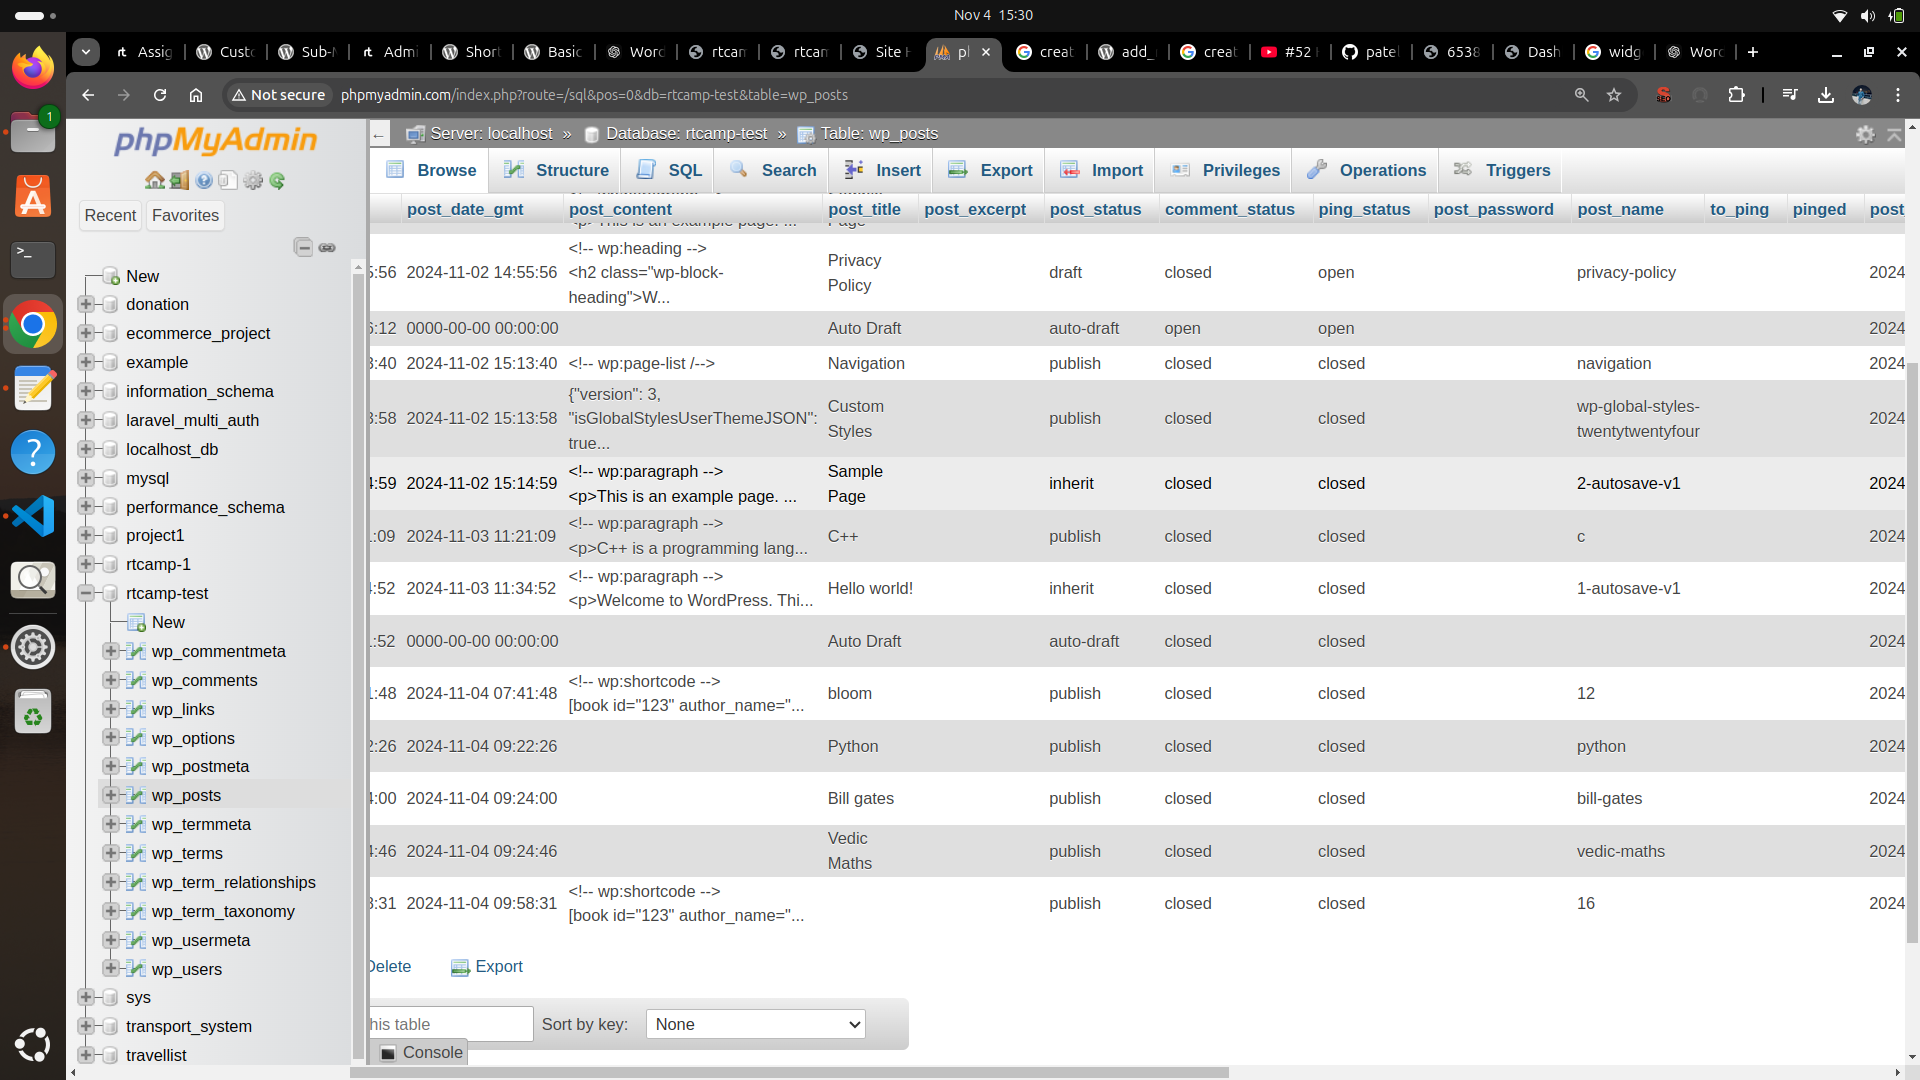 Nov 4 15:30
Assig
Custo
Sub-M
Admi
Short
Basic
Word
rtcam
rtcam
Site H
pl
creat
add_
creat
#52
patel
6538
Dash
widg
Word
Not secure
phpmyadmin.com/index.php?route=/sql&pos=0&db=rtcamp-test&table=wp_posts
phpMyAdmin
Recent
Favorites
New
donation
ecommerce_project
example
information_schema
laravel_multi_auth
localhost_db
mysql
performance_schema
project1
rtcamp-1
rtcamp-test
New
wp_commentmeta
wp_comments
wp_links
wp_options
wp_postmeta
wp_posts
wp_termmeta
wp_terms
wp_term_relationships
wp_term_taxonomy
wp_usermeta
wp_users
sys
transport_system
travellist
Server: localhost » Database: rtcamp-test » Table: wp_posts
Browse Structure SQL Search Insert Export Import Privileges Operations Triggers
post_date_gmt post_content post_title post_excerpt post_status comment_status ping_status post_password post_name to_ping pinged post_
<p>This is an example page. ... Page
5:56 2024-11-02 14:55:56 <!-- wp:heading -->
<h2 class="wp-block-
heading">W...
Privacy
Policy
draft closed open privacy-policy 2024
6:12 0000-00-00 00:00:00 Auto Draft auto-draft open open 2024
3:40 2024-11-02 15:13:40 <!-- wp:page-list /--> Navigation publish closed closed navigation 2024
3:58 2024-11-02 15:13:58 {"version": 3,
"isGlobalStylesUserThemeJSON":
true...
Custom
Styles
publish closed closed wp-global-styles-
twentytwentyfour
2024
4:59 2024-11-02 15:14:59 <!-- wp:paragraph -->
<p>This is an example page. ...
Sample
Page
inherit closed closed 2-autosave-v1 2024
1:09 2024-11-03 11:21:09 <!-- wp:paragraph -->
<p>C++ is a programming lang...
C++ publish closed closed c 2024
4:52 2024-11-03 11:34:52 <!-- wp:paragraph -->
<p>Welcome to WordPress. Thi...
Hello world! inherit closed closed 1-autosave-v1 2024
1:52 0000-00-00 00:00:00 Auto Draft auto-draft closed closed 2024
1:48 2024-11-04 07:41:48 <!-- wp:shortcode -->
[book id="123" author_name="...
bloom publish closed closed 12 2024
2:26 2024-11-04 09:22:26 Python publish closed closed python 2024
4:00 2024-11-04 09:24:00 Bill gates publish closed closed bill-gates 2024
4:46 2024-11-04 09:24:46 Vedic
Maths
publish closed closed vedic-maths 2024
8:31 2024-11-04 09:58:31 <!-- wp:shortcode -->
[book id="123" author_name="...
publish closed closed 16 2024
Delete Export
his table Sort by key: None
Console
1